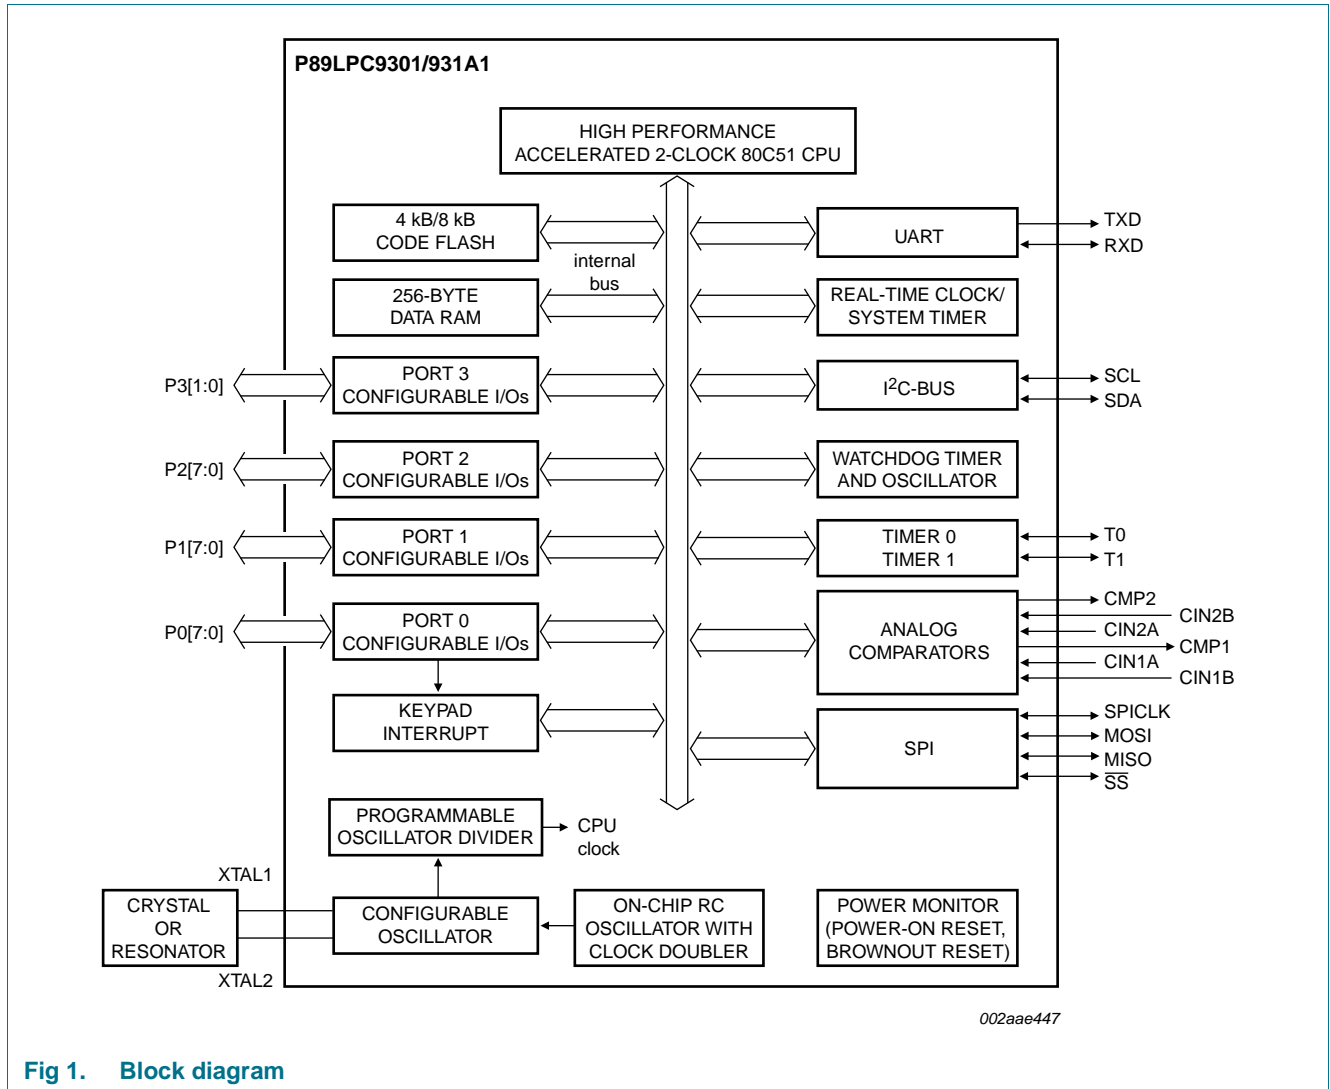 P89LPC9301/931A1
HIGH PERFORMANCE
ACCELERATED 2-CLOCK 80C51 CPU
4 kB/8 kB
CODE FLASH
internal
bus
UART
TXD
RXD
256-BYTE
DATA RAM
REAL-TIME CLOCK/
SYSTEM TIMER
P3[1:0]
PORT 3
CONFIGURABLE I/Os
I²C-BUS
SCL
SDA
P2[7:0]
PORT 2
CONFIGURABLE I/Os
WATCHDOG TIMER
AND OSCILLATOR
P1[7:0]
PORT 1
CONFIGURABLE I/Os
TIMER 0
TIMER 1
T0
T1
P0[7:0]
PORT 0
CONFIGURABLE I/Os
ANALOG
COMPARATORS
CMP2
CIN2B
CIN2A
CMP1
CIN1A
CIN1B
KEYPAD
INTERRUPT
SPI
SPICLK
MOSI
MISO
S̅S̅
PROGRAMMABLE
OSCILLATOR DIVIDER
CPU
clock
XTAL1
CRYSTAL
OR
RESONATOR
XTAL2
CONFIGURABLE
OSCILLATOR
ON-CHIP RC
OSCILLATOR WITH
CLOCK DOUBLER
POWER MONITOR
(POWER-ON RESET,
BROWNOUT RESET)
002aae447
Fig 1. Block diagram